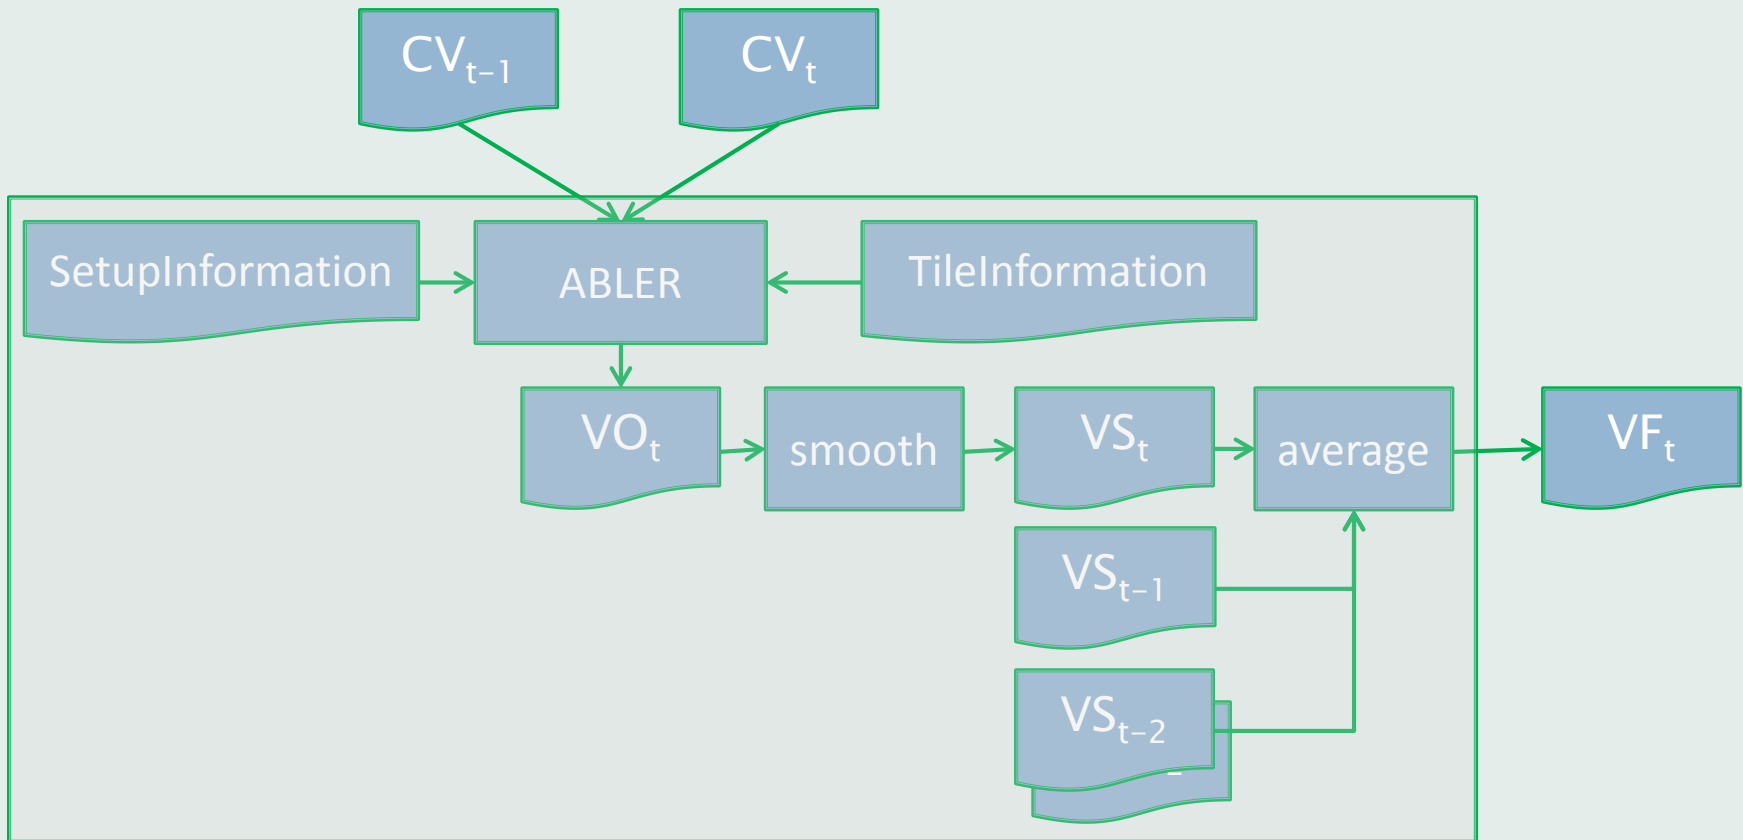 CVₜ₋₁
CVₜ
SetupInformation
ABLER
TileInformation
VOₜ
smooth
VSₜ
average
VFₜ
VSₜ₋₁
VSₜ₋₂